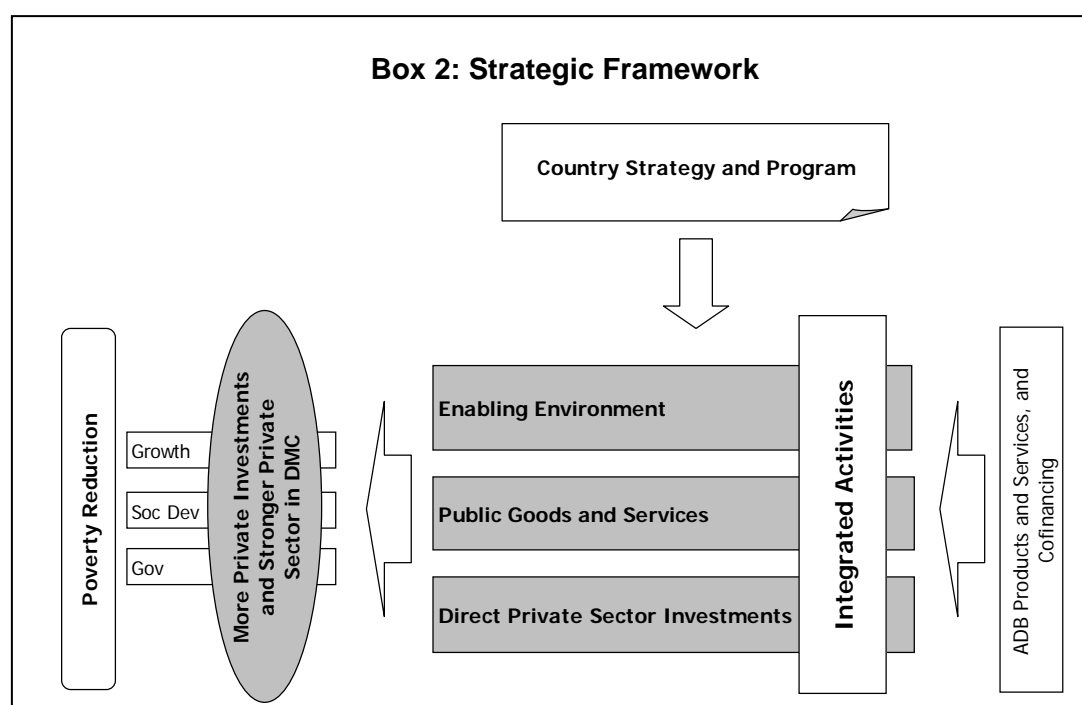 Box 2: Strategic Framework
Country Strategy and Program
Poverty Reduction
Growth
Soc Dev
Gov
More Private Investments
and Stronger Private
Sector in DMC
Enabling Environment
Public Goods and Services
Direct Private Sector Investments
Integrated Activities
ADB Products and Services, and
Cofinancing